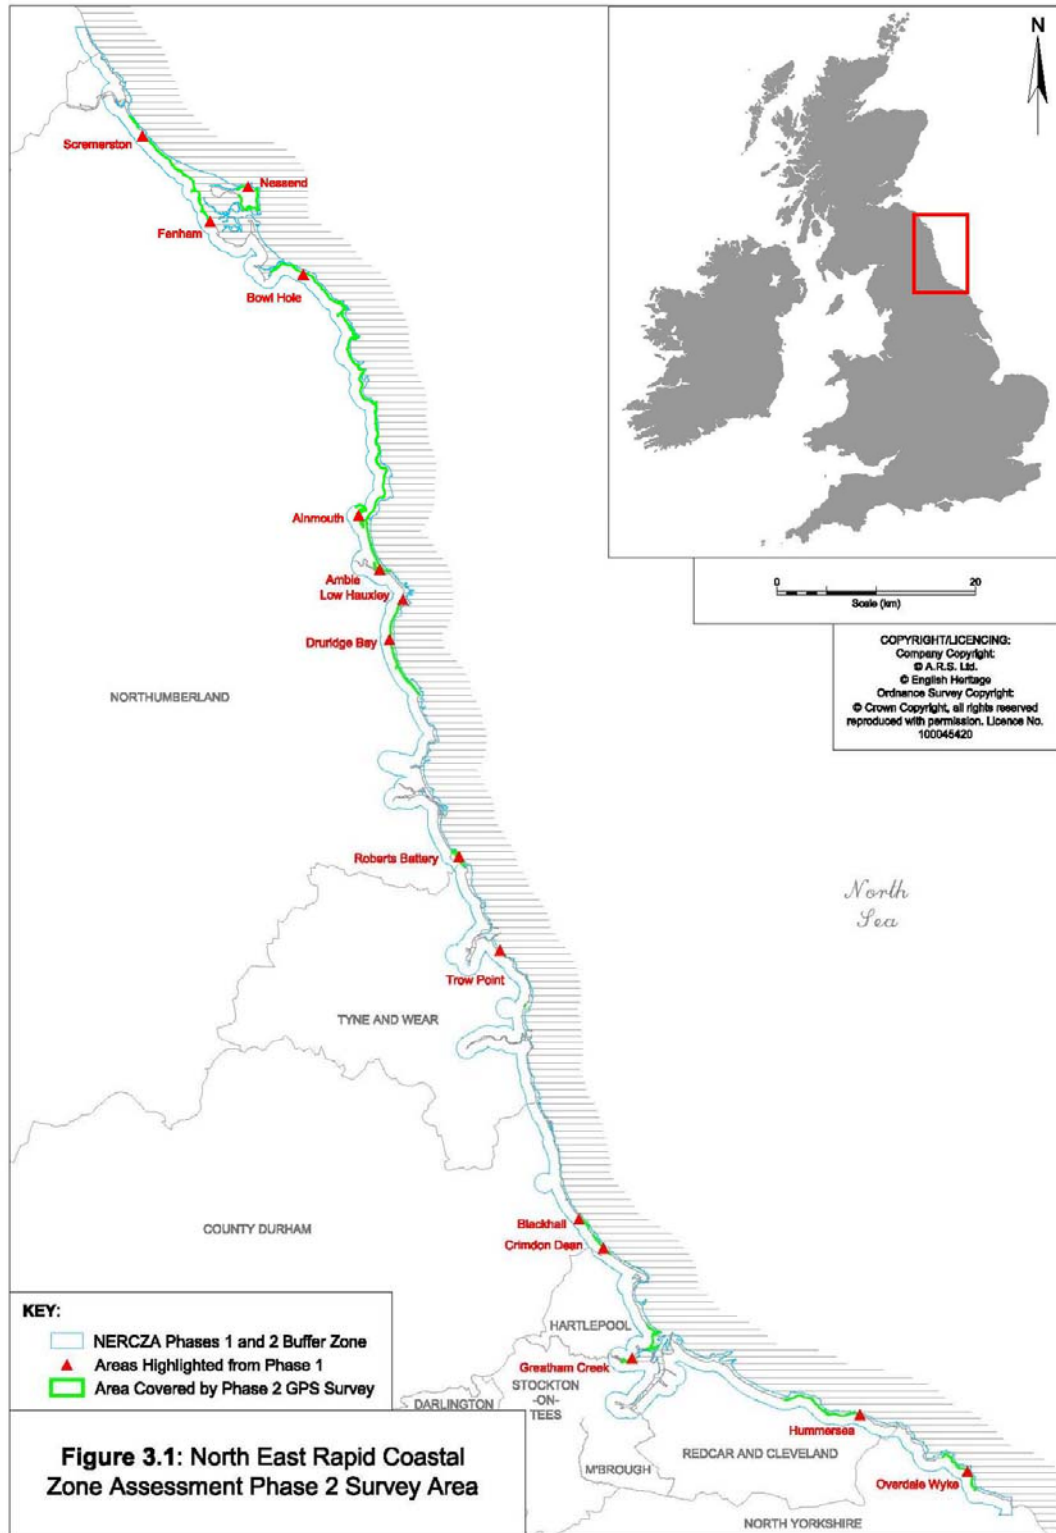 N
Scremerston
Nessend
Fenham
Bowl Hole
Alnmouth
Amble
Low Hauxley
Druridge Bay
0 20
Scale (km)
COPYRIGHT/LICENCING:
Company Copyright:
© A.R.S. Ltd.
© English Heritage
Ordnance Survey Copyright:
© Crown Copyright, all rights reserved
reproduced with permission. Licence No.
100045420
NORTHUMBERLAND
Roberts Battery
North
Sea
Trow Point
TYNE AND WEAR
Blackhall
COUNTY DURHAM
Crimdon Dean
KEY:
NERCZA Phases 1 and 2 Buffer Zone
Areas Highlighted from Phase 1
Area Covered by Phase 2 GPS Survey
HARTLEPOOL
Greatham Creek
STOCKTON
-ON-
TEES
DARLINGTON
Hummersea
REDCAR AND CLEVELAND
M'BROUGH
Overdale Wyke
NORTH YORKSHIRE
Figure 3.1: North East Rapid Coastal
Zone Assessment Phase 2 Survey Area